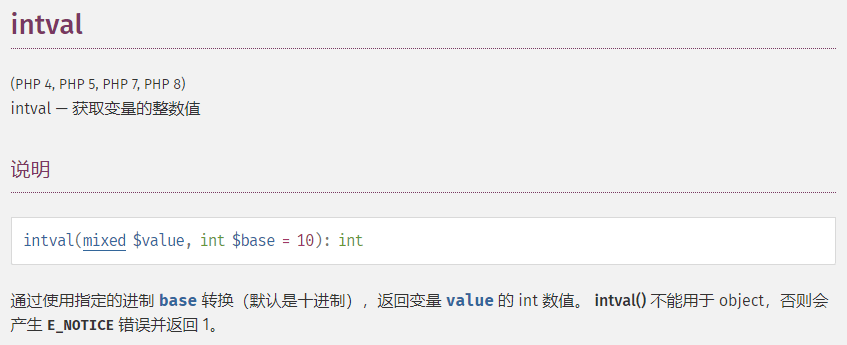 intval
(PHP 4, PHP 5, PHP 7, PHP 8)
intval — 获取变量的整数值
说明
intval(mixed $value, int $base = 10): int
通过使用指定的进制 base 转换（默认是十进制），返回变量 value 的 int 数值。 intval() 不能用于 object，否则会
产生 E_NOTICE 错误并返回 1。